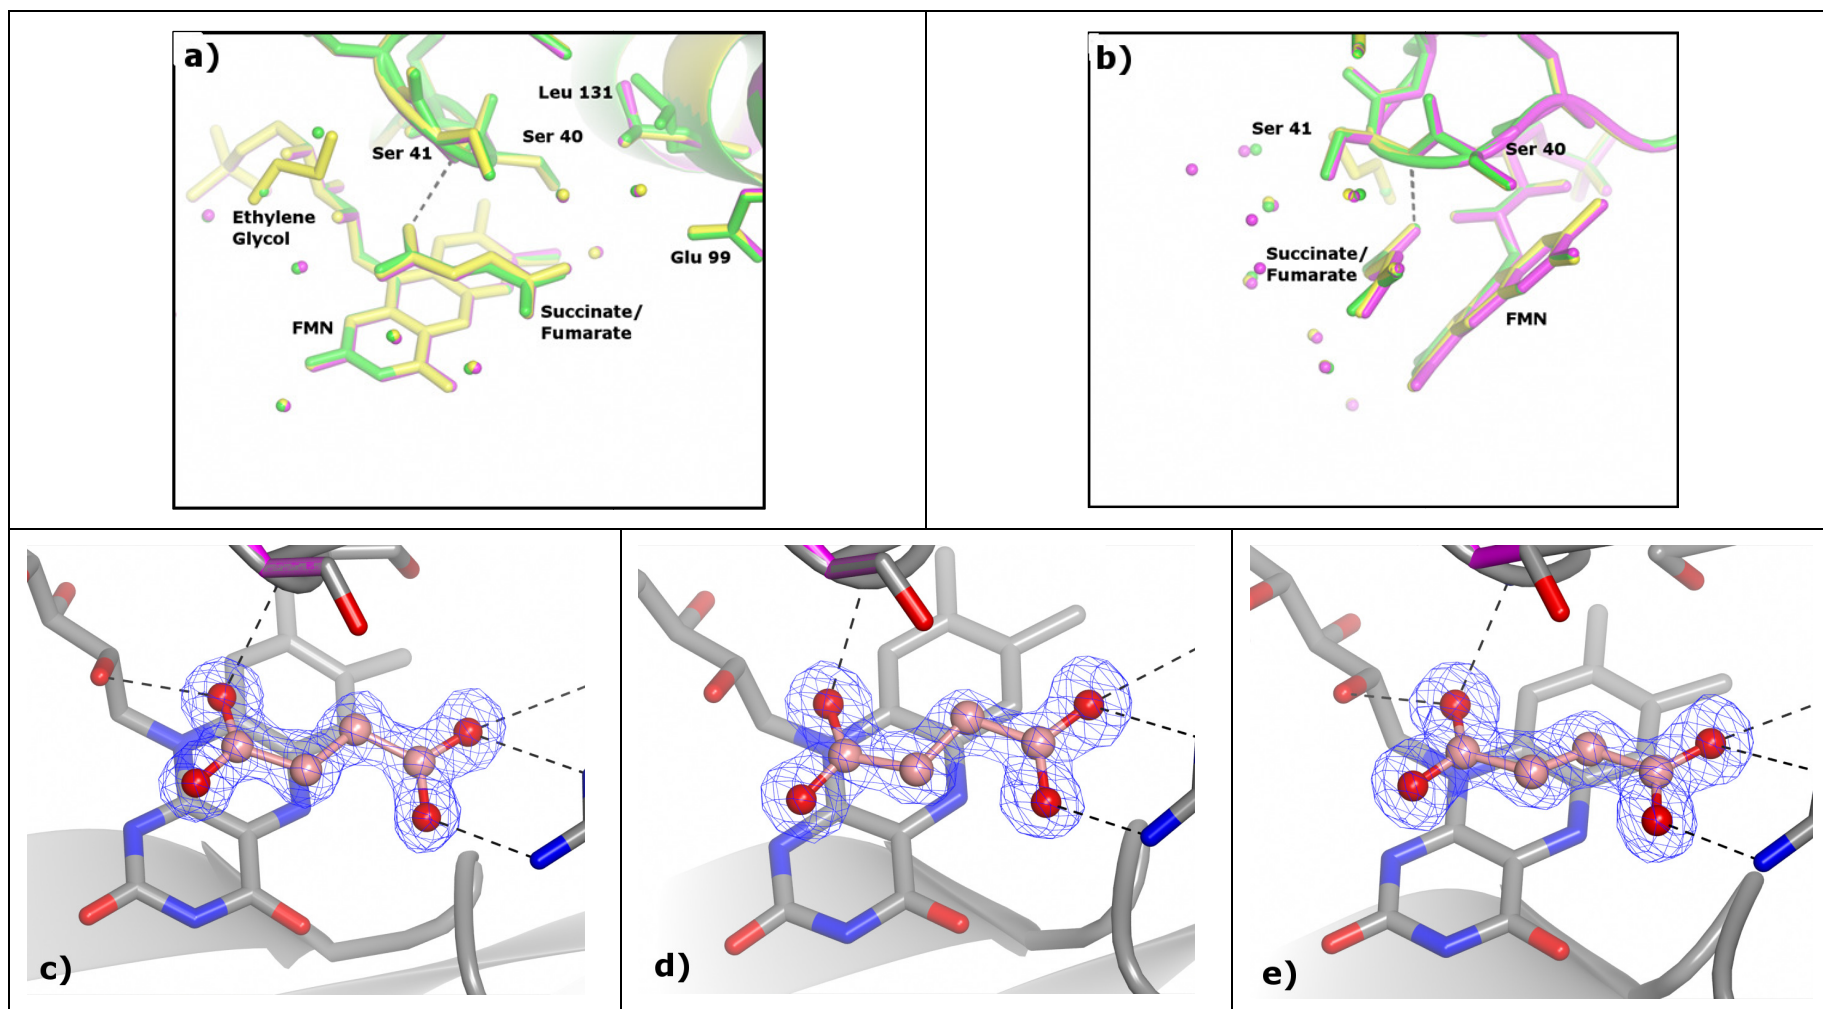 a)
Leu 131
Ser 40
Ser 41
Ethylene
Glycol
Glu 99
Succinate/
Fumarate
FMN
b)
Ser 41
Ser 40
Succinate/
Fumarate
FMN
c)
d)
e)